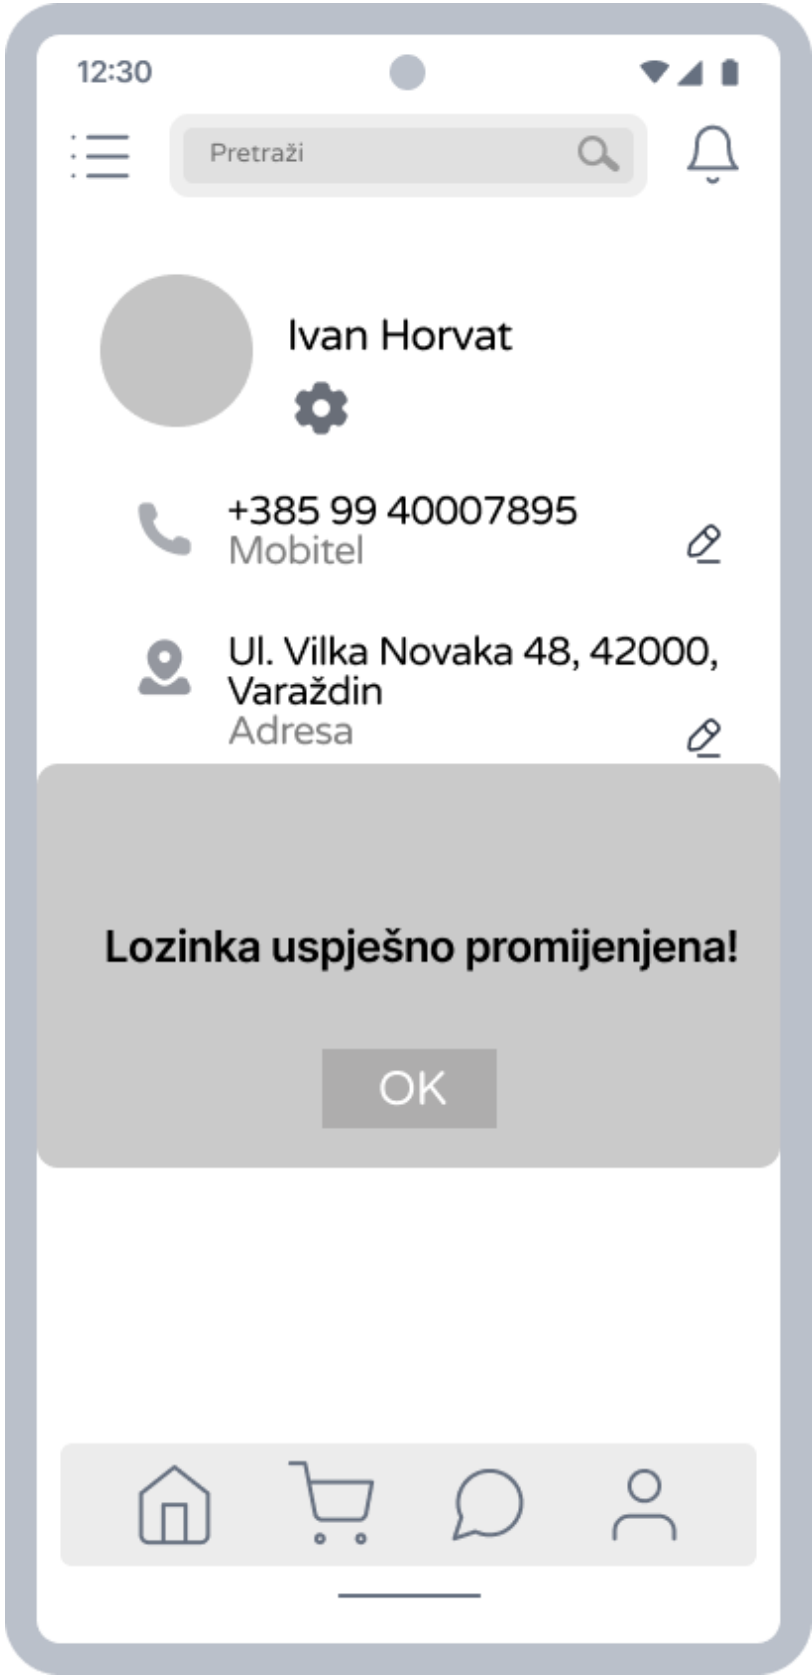 12:30
Pretraži
Ivan Horvat
+385 99 40007895
Mobitel
Ul. Vilka Novaka 48, 42000,
Varaždin
Adresa
Lozinka uspješno promijenjena!
OK